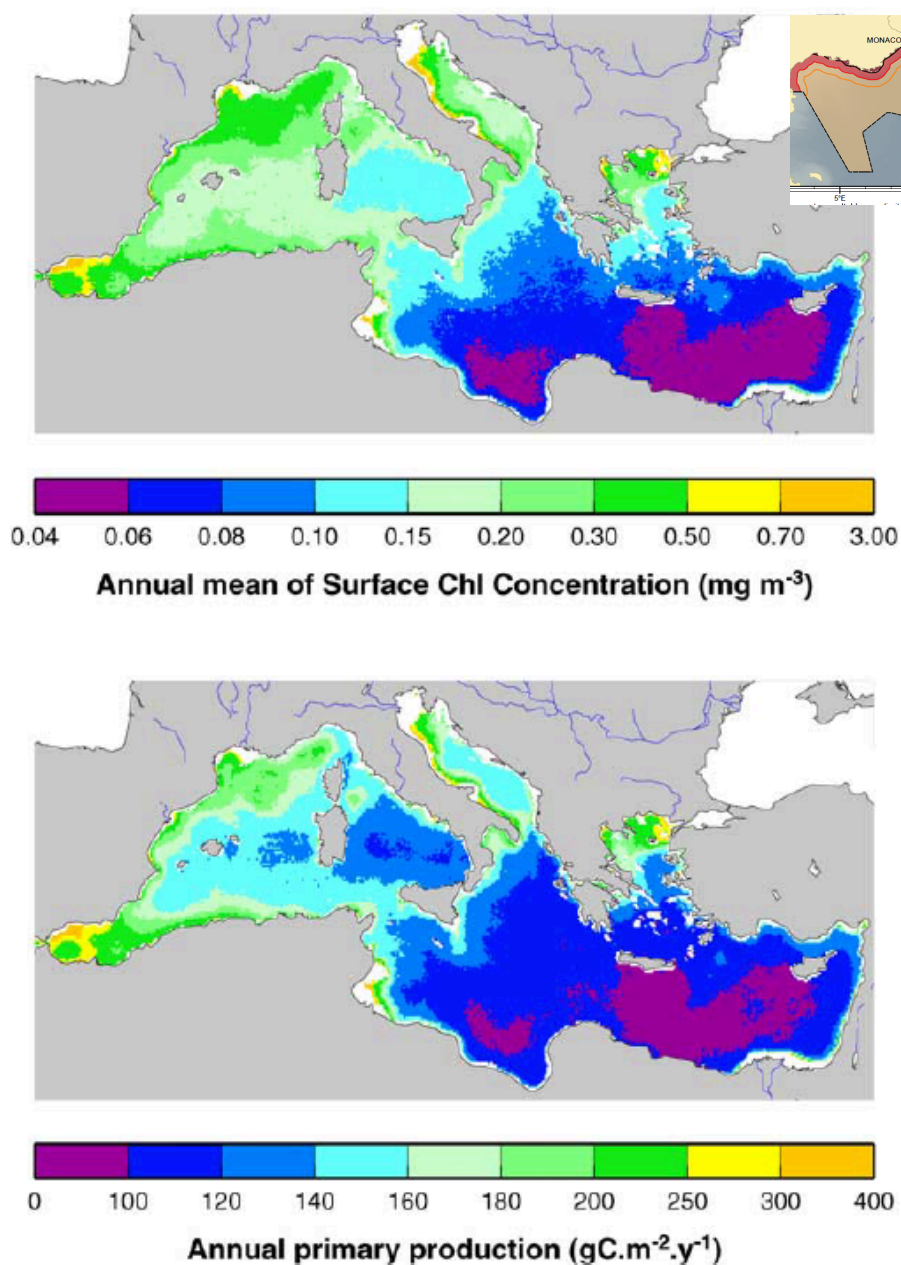 MONACO
5°E
0.04 0.06 0.08 0.10 0.15 0.20 0.30 0.50 0.70 3.00
Annual mean of Surface Chl Concentration (mg m-3)
0 100 120 140 160 180 200 250 300 400
Annual primary production (gC.m-2.y-1)